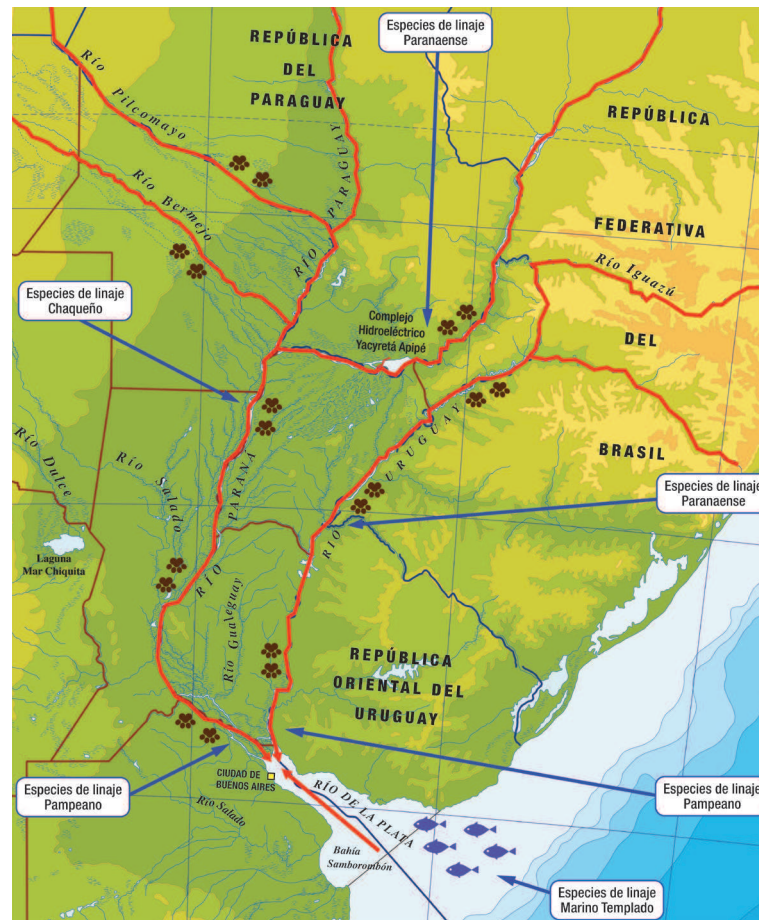 Especies de linaje
Paranaense
REPÚBLICA
DEL
PARAGUAY
Río
Pilcomayo
RÍO PARAGUAY
REPÚBLICA
Río Bermejo
FEDERATIVA
Río Iguazú
Especies de linaje
Chaqueño
Complejo
Hidroeléctrico
Yacyretá Apipé
DEL
BRASIL
RÍO URUGUAY
Río Dulce
Río Salado
RÍO PARANÁ
Especies de linaje
Paranaense
Laguna
Mar Chiquita
Río Gualeguay
REPÚBLICA
ORIENTAL DEL
URUGUAY
Especies de linaje
Pampeano
CIUDAD DE
BUENOS AIRES
Río Salado
RÍO DE LA PLATA
Especies de linaje
Pampeano
Bahía
Samborombón
Especies de linaje
Marino Templado